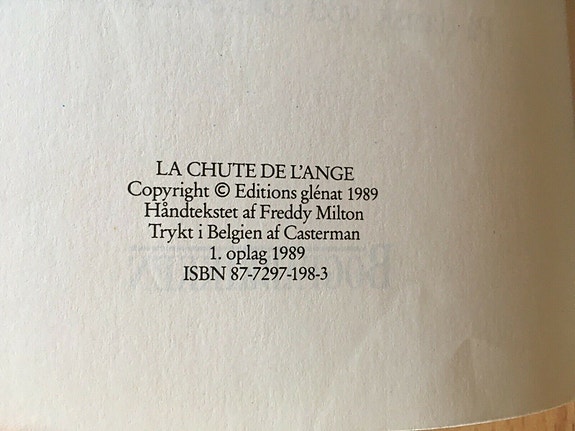 LA CHUTE DE L'ANGE
Copyright © Editions glénat 1989
Håndtekstet af Freddy Milton
Trykt i Belgien af Casterman
1. oplag 1989
ISBN 87-7297-198-3